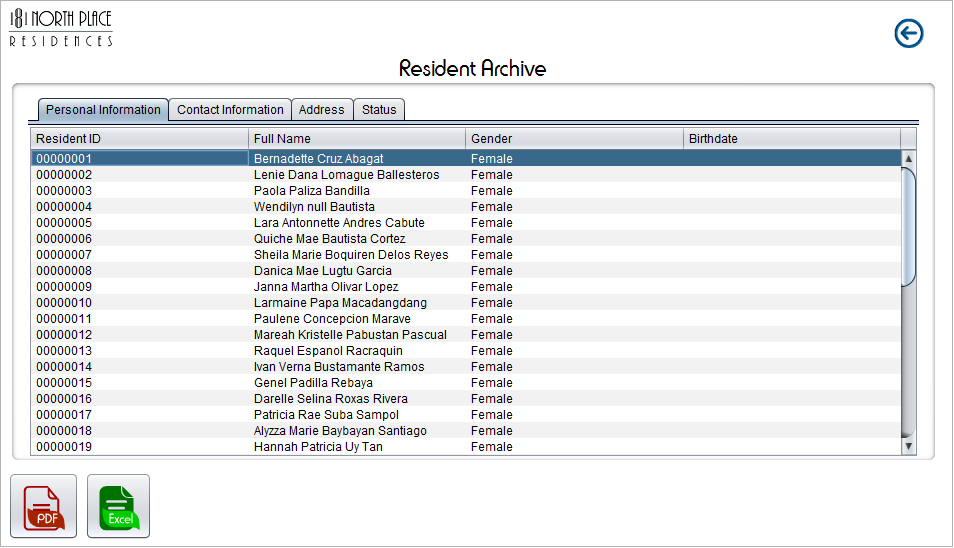 181 NORTH PLACE
RESIDENCES
Resident Archive
Personal Information Contact Information Address Status
Resident ID Full Name Gender Birthdate
00000001 Bernadette Cruz Abagat Female
00000002 Lenie Dana Lomague Ballesteros Female
00000003 Paola Paliza Bandilla Female
00000004 Wendilyn null Bautista Female
00000005 Lara Antonnette Andres Cabute Female
00000006 Quiche Mae Bautista Cortez Female
00000007 Sheila Marie Boquiren Delos Reyes Female
00000008 Danica Mae Lugtu Garcia Female
00000009 Janna Martha Olivar Lopez Female
00000010 Larmaine Papa Macadangdang Female
00000011 Paulene Concepcion Marave Female
00000012 Mareah Kristelle Pabustan Pascual Female
00000013 Raquel Espanol Racraquin Female
00000014 Ivan Verna Bustamante Ramos Female
00000015 Genel Padilla Rebaya Female
00000016 Darelle Selina Roxas Rivera Female
00000017 Patricia Rae Suba Sampol Female
00000018 Alyzza Marie Baybayan Santiago Female
00000019 Hannah Patricia Uy Tan Female
PDF Excel